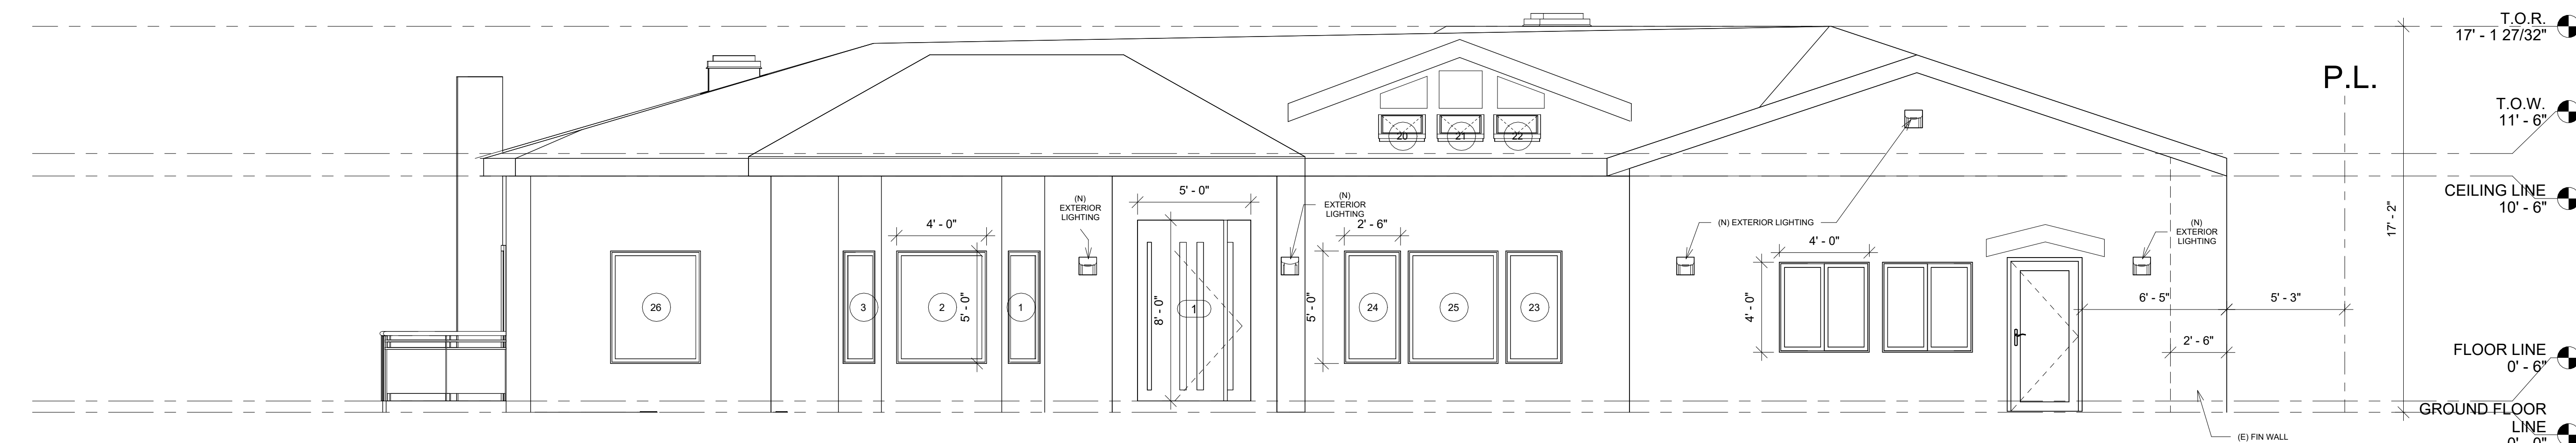 T.O.R.
17' - 1 27/32"
P.L.
T.O.W.
11' - 6"
20
21
22
CEILING LINE
10' - 6"
17' - 2"
5' - 0"
(N)
EXTERIOR
LIGHTING
(N)
EXTERIOR
LIGHTING
4' - 0"
2' - 6"
(N) EXTERIOR LIGHTING
(N)
EXTERIOR
LIGHTING
4' - 0"
26
3
2
5' - 0"
1
8' - 0"
1
5' - 0"
24
25
23
4' - 0"
6' - 5"
5' - 3"
2' - 6"
FLOOR LINE
0' - 6"
GROUND FLOOR
LINE
0' - 0"
(E) FIN WALL